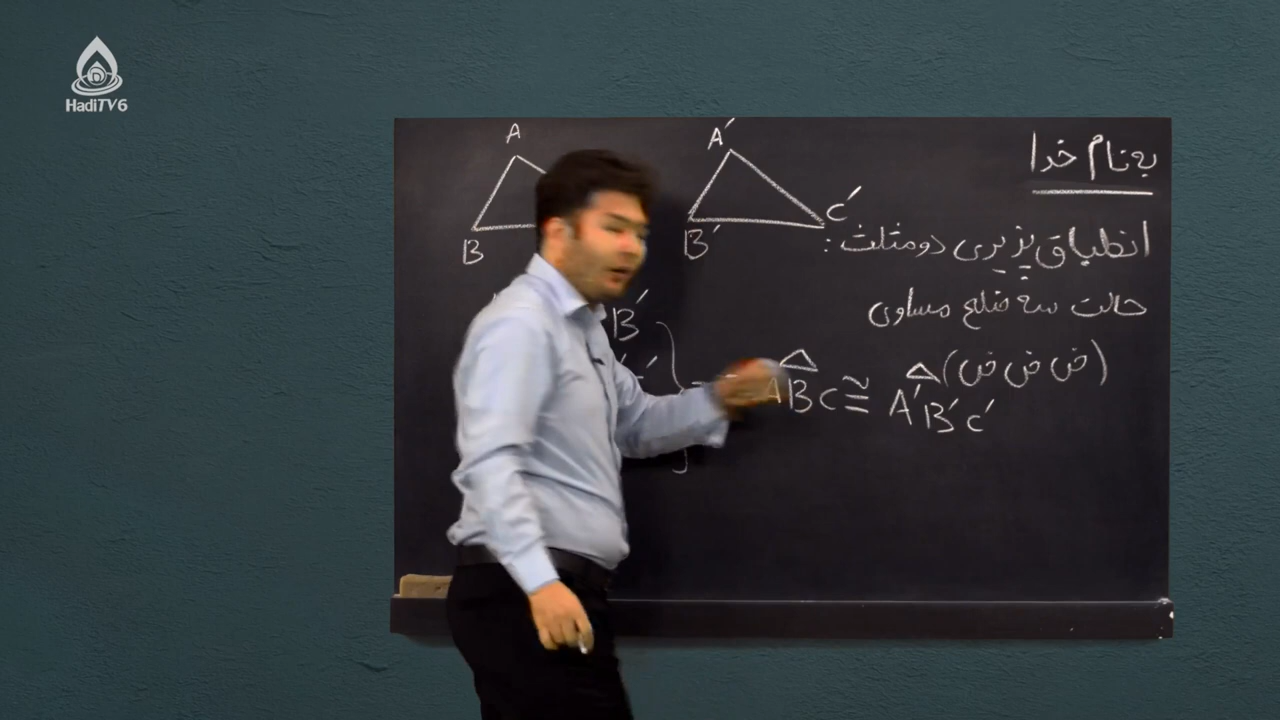 HadiTV6
به نام خدا
انطباق پذیری دو مثلث :
حالت سه ضلع مساوی
(ض ض ض)
A
B
A′
B′
C′
B′
ABC ≅ A′B′C′